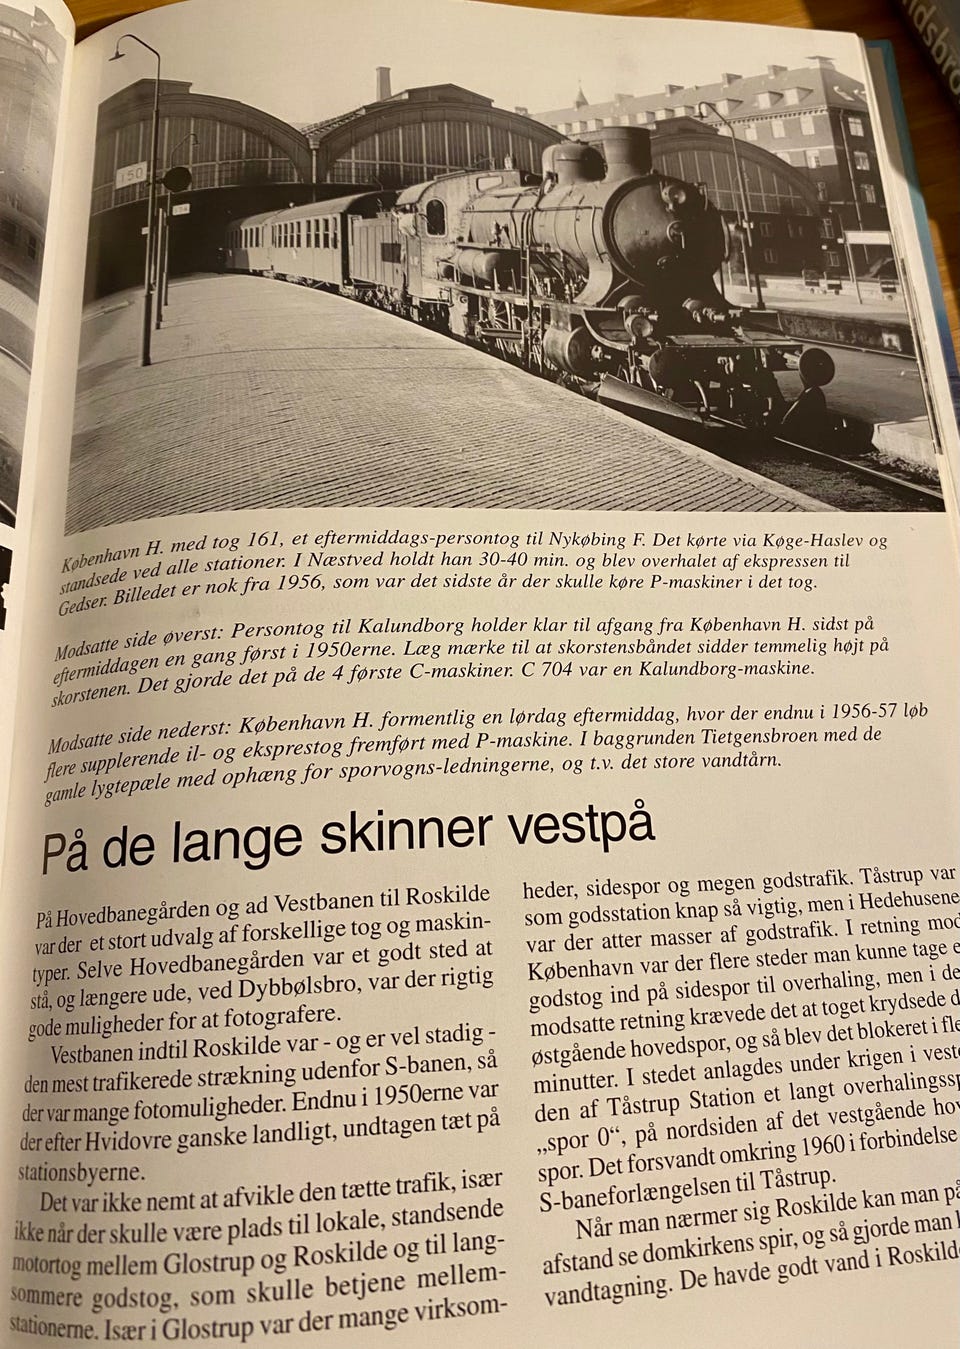 150
København H. med tog 161, et eftermiddags-persontog til Nykøbing F. Det kørte via Køge-Haslev og
standsede ved alle stationer. I Næstved holdt han 30-40 min. og blev overhalet af ekspressen til
Gedser. Billedet er nok fra 1956, som var det sidste år der skulle køre P-maskiner i det tog.
Modsatte side øverst: Persontog til Kalundborg holder klar til afgang fra København H. sidst på
eftermiddagen en gang først i 1950erne. Læg mærke til at skorstensbåndet sidder temmelig højt på
skorstenen. Det gjorde det på de 4 første C-maskiner. C 704 var en Kalundborg-maskine.
Modsatte side nederst: København H. formentlig en lørdag eftermiddag, hvor der endnu i 1956-57 løb
flere supplerende il- og eksprestog fremført med P-maskine. I baggrunden Tietgensbroen med de
gamle lygtepæle med ophæng for sporvogns-ledningerne, og t.v. det store vandtårn.
På de lange skinner vestpå
På Hovedbanegården og ad Vestbanen til Roskilde
var der et stort udvalg af forskellige tog og maskin-
typer. Selve Hovedbanegården var et godt sted at
stå, og længere ude, ved Dybbølsbro, var der rigtig
gode muligheder for at fotografere.
Vestbanen indtil Roskilde var - og er vel stadig -
den mest trafikerede strækning udenfor S-banen, så
der var mange fotomuligheder. Endnu i 1950erne var
der efter Hvidovre ganske landligt, undtagen tæt på
stationsbyerne.
Det var ikke nemt at afvikle den tætte trafik, især
ikke når der skulle være plads til lokale, standsende
motortog mellem Glostrup og Roskilde og til lang-
sommere godstog, som skulle betjene mellem-
stationerne. Især i Glostrup var der mange virksom-
heder, sidespor og megen godstrafik. Tåstrup var
som godsstation knap så vigtig, men i Hedehusene
var der atter masser af godstrafik. I retning mod
København var der flere steder man kunne tage e
godstog ind på sidespor til overhaling, men i de
modsatte retning krævede det at toget krydsede d
østgående hovedspor, og så blev det blokeret i fle
minutter. I stedet anlagdes under krigen i vest
den af Tåstrup Station et langt overhalingssp
„spor 0“, på nordsiden af det vestgående hov
spor. Det forsvandt omkring 1960 i forbindelse
S-baneforlængelsen til Tåstrup.
Når man nærmer sig Roskilde kan man på
afstand se domkirkens spir, og så gjorde man
vandtagning. De havde godt vand i Roskild